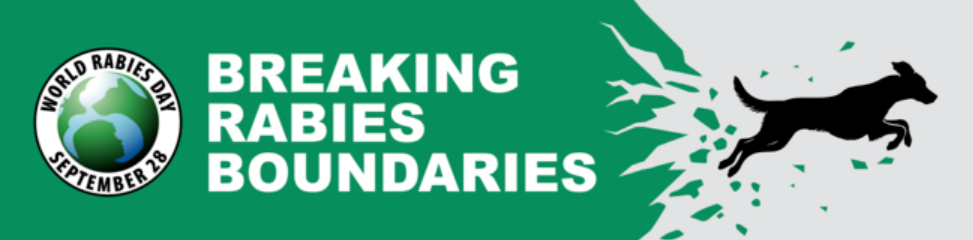 WORLD RABIES DAY
SEPTEMBER 28
BREAKING
RABIES
BOUNDARIES